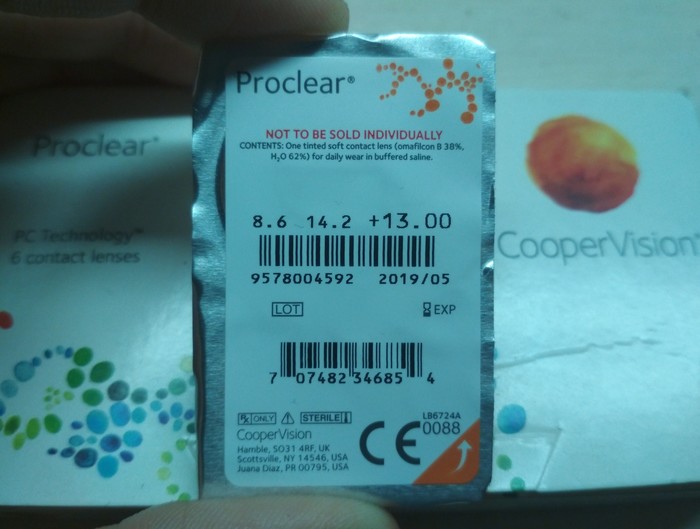 Proclear®
NOT TO BE SOLD INDIVIDUALLY
CONTENTS: One tinted soft contact lens (omafilcon B 38%,
H₂O 62%) for daily wear in buffered saline.
8.6 14.2 +13.00
9578004592 2019/05
LOT EXP
7 07482 34685 4
Rx ONLY STERILE
LB6724A
CooperVision
CE 0088
Hamble, SO31 4RF, UK
Scottsville, NY 14546, USA
Juana Diaz, PR 00795, USA
Proclear®
PC Technology™
6 contact lenses
CooperVision™